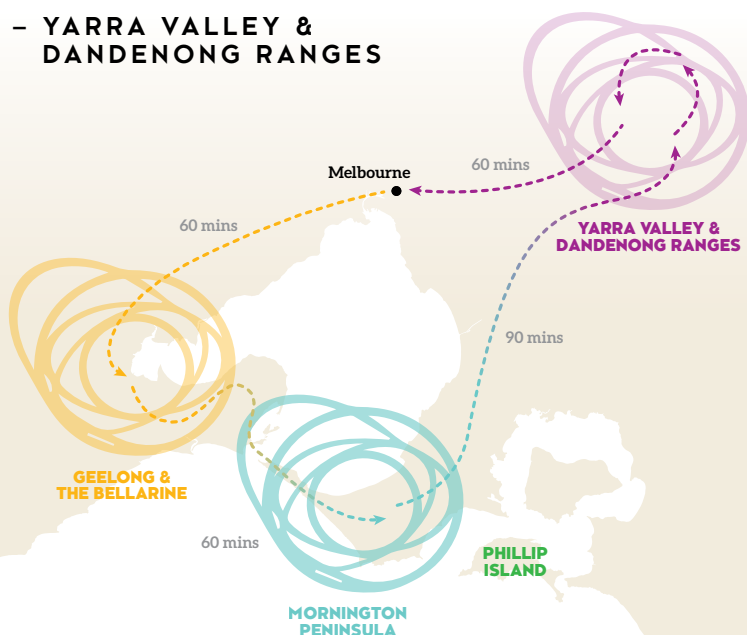 – YARRA VALLEY &
DANDENONG RANGES
60 mins
Melbourne
60 mins
YARRA VALLEY &
DANDENONG RANGES
90 mins
GEELONG &
THE BELLARINE
60 mins
PHILLIP
ISLAND
MORNINGTON
PENINSULA